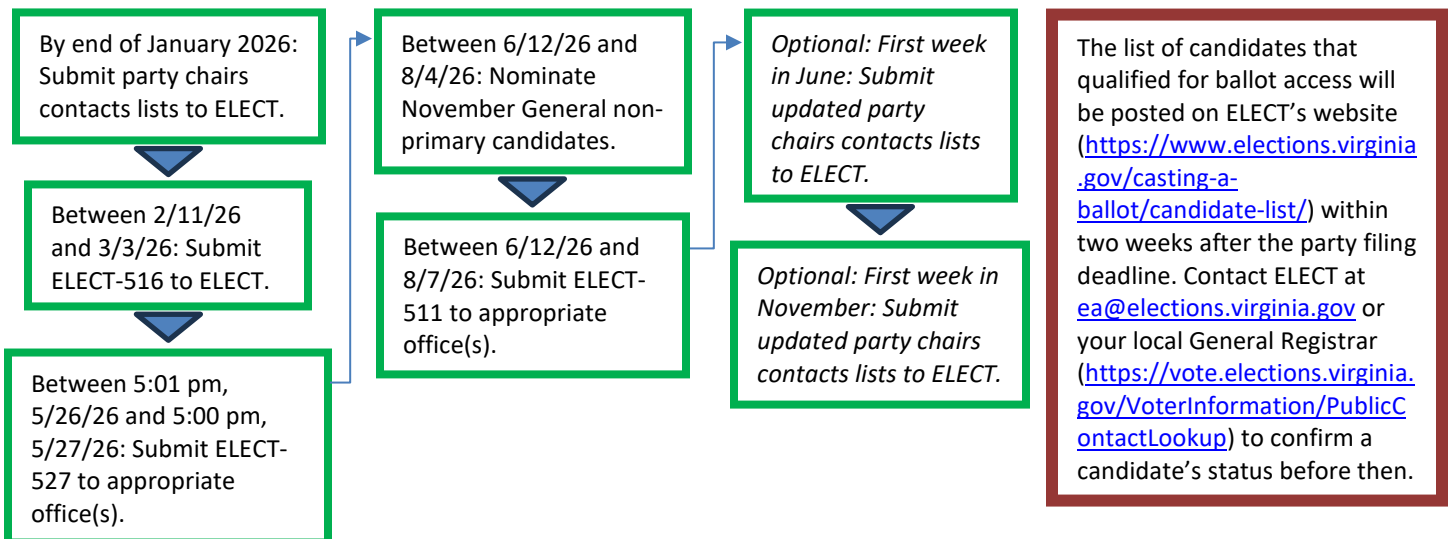 By end of January 2026:
Submit party chairs
contacts lists to ELECT.
Between 2/11/26
and 3/3/26: Submit
ELECT-516 to ELECT.
Between 5:01 pm,
5/26/26 and 5:00 pm,
5/27/26: Submit ELECT-
527 to appropriate
office(s).
Between 6/12/26 and
8/4/26: Nominate
November General non-
primary candidates.
Between 6/12/26 and
8/7/26: Submit ELECT-
511 to appropriate
office(s).
Optional: First week
in June: Submit
updated party
chairs contacts lists
to ELECT.
Optional: First week in
November: Submit
updated party chairs
contacts lists to ELECT.
The list of candidates that
qualified for ballot access will
be posted on ELECT’s website
(https://www.elections.virginia
.gov/casting-a-
ballot/candidate-list/) within
two weeks after the party filing
deadline. Contact ELECT at
ea@elections.virginia.gov or
your local General Registrar
(https://vote.elections.virginia.
gov/VoterInformation/PublicC
ontactLookup) to confirm a
candidate’s status before then.